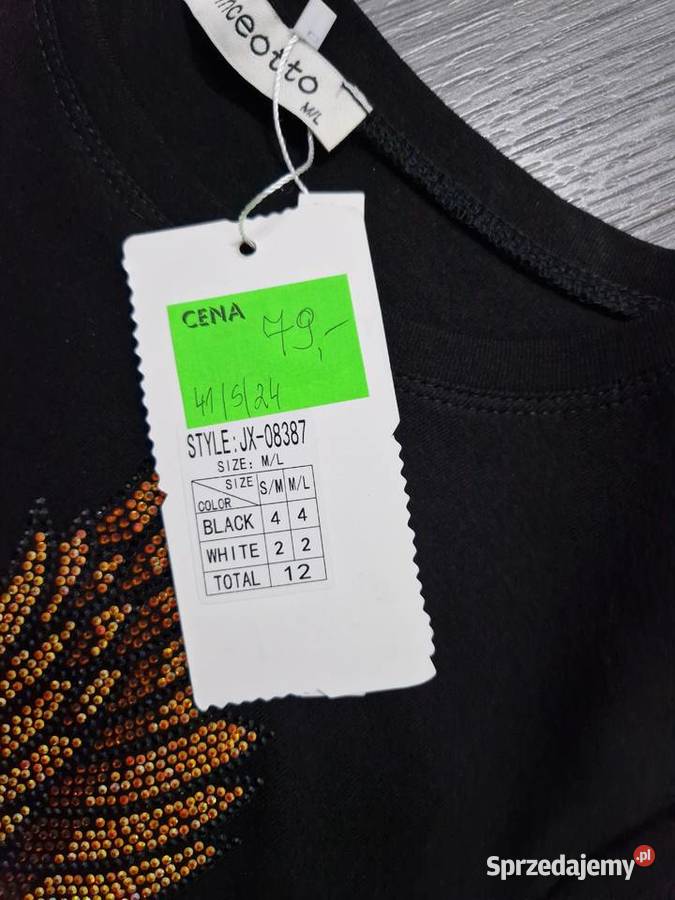 nceotto
M/L
CENA
79,-
41/5/24
STYLE:JX-08387
SIZE: M/L
SIZE S/M M/L
COLOR
BLACK 4 4
WHITE 2 2
TOTAL 12
Sprzedajemy.pl